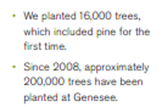 • We planted 16,000 trees,
which included pine for the
first time.
• Since 2008, approximately
200,000 trees have been
planted at Genesee.